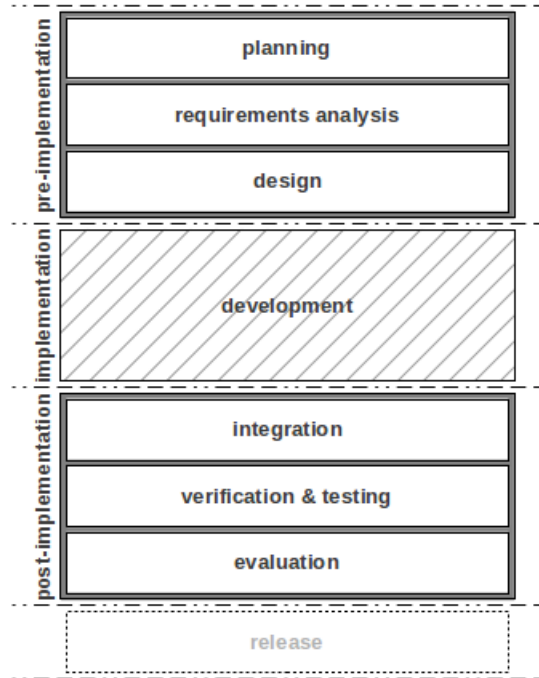 pre-implementation
planning
requirements analysis
design
implementation
development
post-implementation
integration
verification & testing
evaluation
release